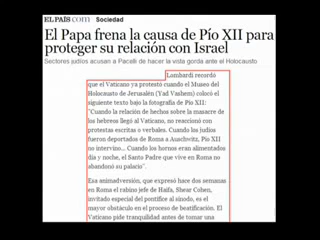 EL PAÍS.com Sociedad
El Papa frena la causa de Pío XII para
proteger su relación con Israel
Sectores judíos acusan a Pacelli de hacer la vista gorda ante el Holocausto
Lombardi recordó
que el Vaticano ya protestó cuando el Museo del
Holocausto de Jerusalén (Yad Vashem) colocó el
siguiente texto bajo la fotografía de Pío XII:
"Cuando la relación de hechos sobre la masacre de
los hebreos llegó al Vaticano, no reaccionó con
protestas escritas o verbales. Cuando los judíos
fueron deportados de Roma a Auschwitz, Pío XII
no intervino... Cuando los hornos eran alimentados
día y noche, el Santo Padre que vive en Roma no
abandonó su palacio".
Esa animadversión, que expresó hace dos semanas
en Roma el rabino jefe de Haifa, Shear Cohen,
invitado especial del pontífice al sínodo, es el
mayor obstáculo en el proceso de beatificación. El
Vaticano pide tranquilidad antes de tomar una